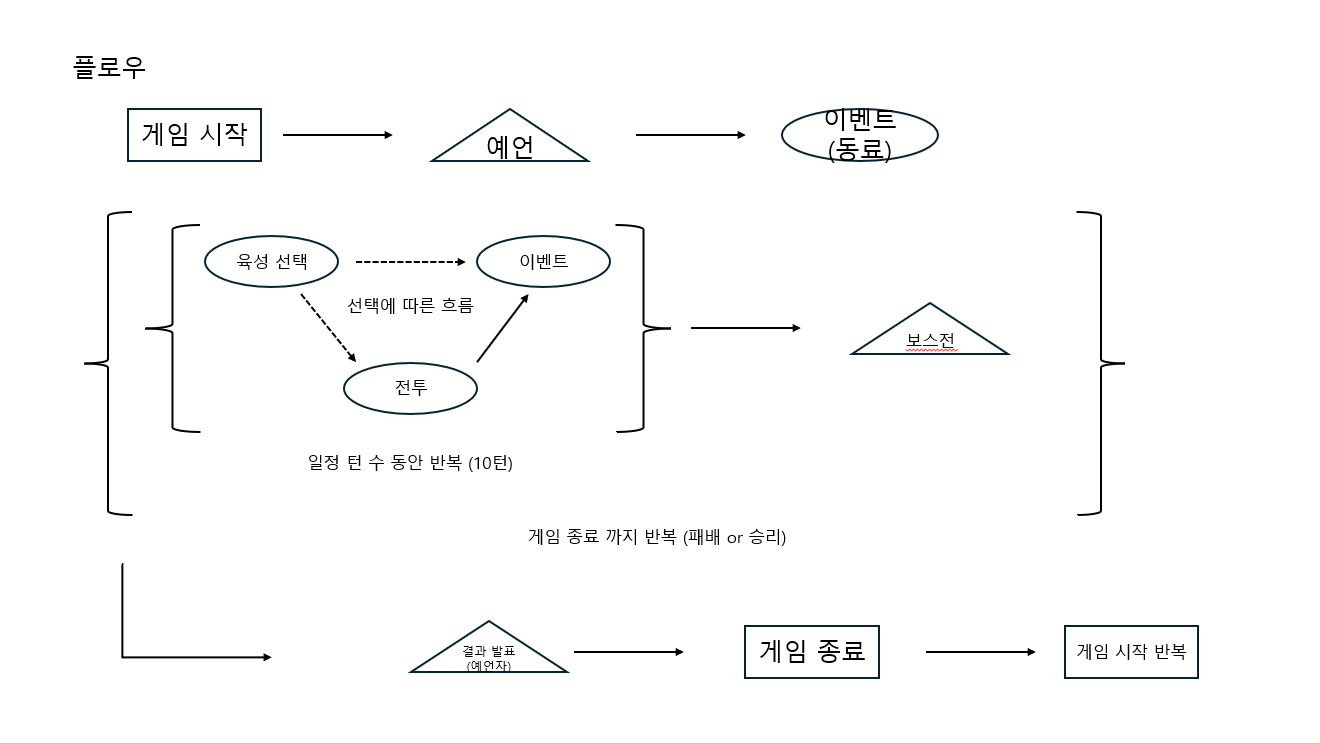 플로우
게임 시작
예언
이벤트
(동료)
육성 선택
이벤트
선택에 따른 흐름
전투
보스전
일정 턴 수 동안 반복 (10턴)
게임 종료 까지 반복 (패배 or 승리)
결과 발표
(예언자)
게임 종료
게임 시작 반복